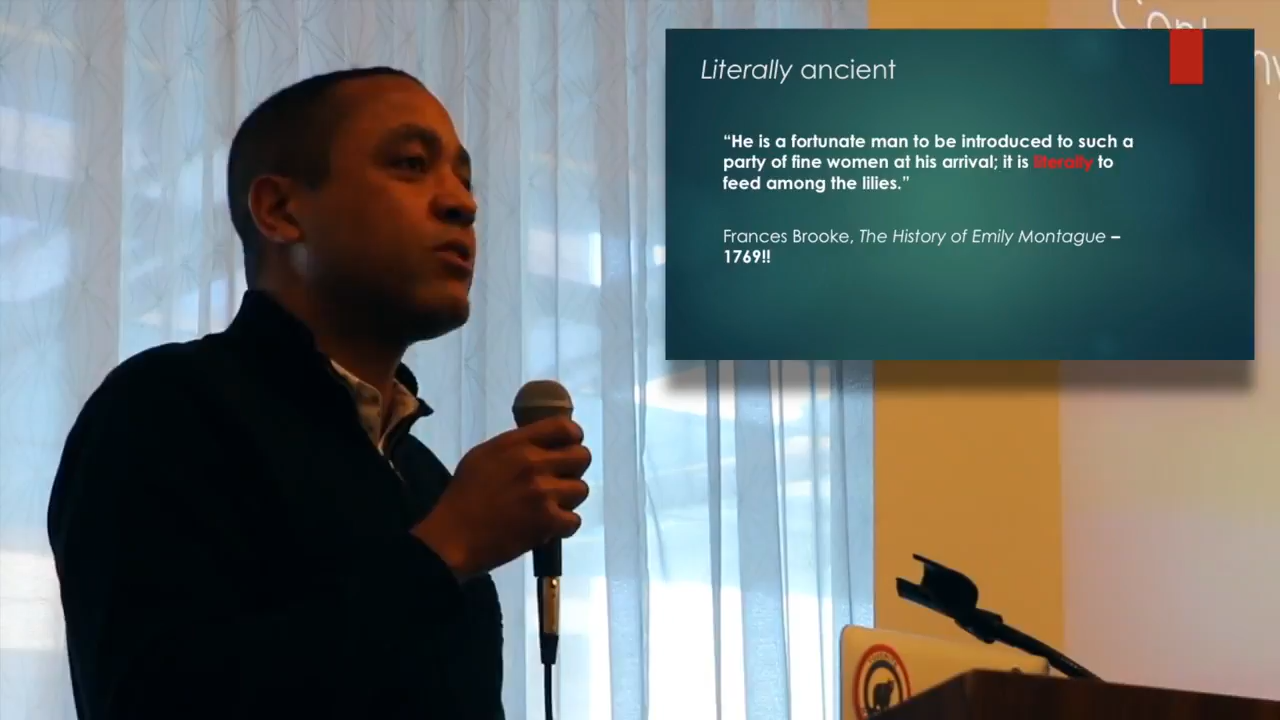 Literally ancient
“He is a fortunate man to be introduced to such a
party of fine women at his arrival; it is literally to
feed among the lilies.”
Frances Brooke, The History of Emily Montague –
1769!!